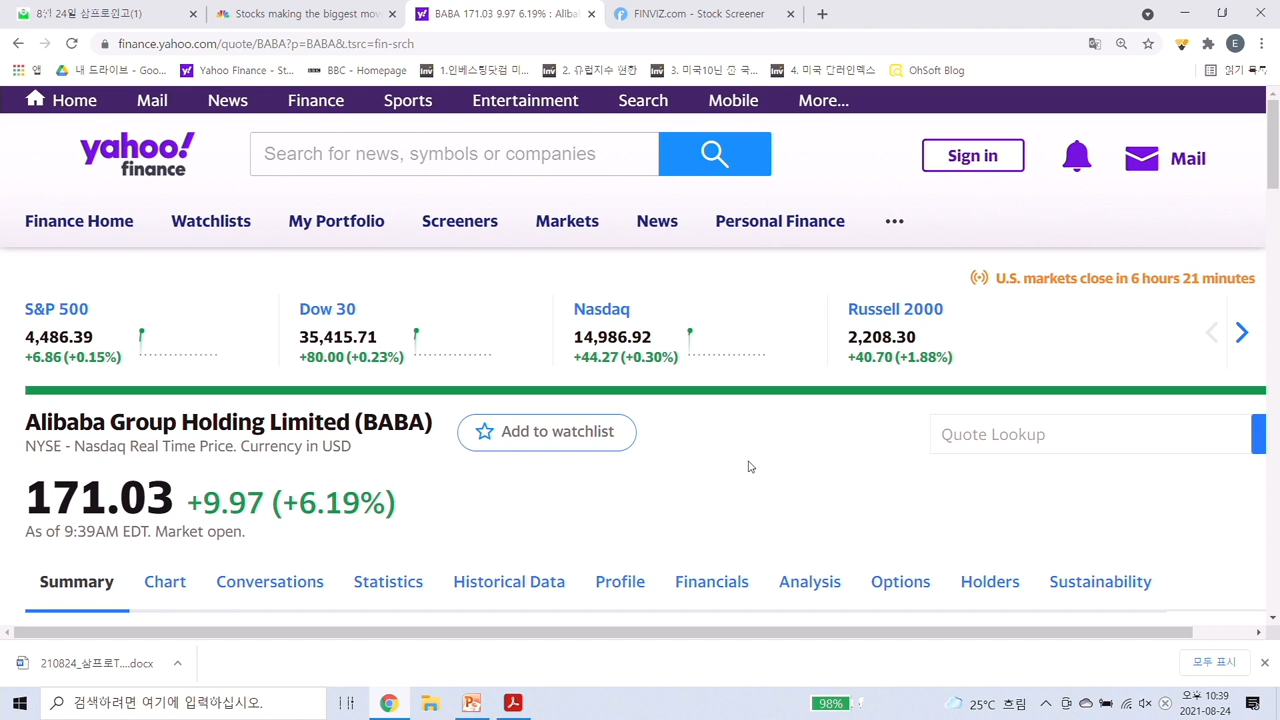 8월 24일 삼프로원고(1)
Stocks making the biggest mov
BABA 171.03 9.97 6.19% : Alibab
FINVIZ.com - Stock Screener
finance.yahoo.com/quote/BABA?p=BABA&.tsrc=fin-srch
E
앱
내 드라이브 - Goo...
Yahoo Finance - St...
BBC - Homepage
1.인베스팅닷컴 미...
2. 유럽지수 현황
3. 미국10년 준 국...
4. 미국 달러인덱스
OhSoft Blog
읽기 목록
Home
Mail
News
Finance
Sports
Entertainment
Search
Mobile
More...
yahoo!
finance
Search for news, symbols or companies
Sign in
Mail
Finance Home
Watchlists
My Portfolio
Screeners
Markets
News
Personal Finance
U.S. markets close in 6 hours 21 minutes
S&P 500
4,486.39
+6.86 (+0.15%)
Dow 30
35,415.71
+80.00 (+0.23%)
Nasdaq
14,986.92
+44.27 (+0.30%)
Russell 2000
2,208.30
+40.70 (+1.88%)
Alibaba Group Holding Limited (BABA)
NYSE - Nasdaq Real Time Price. Currency in USD
Add to watchlist
Quote Lookup
171.03 +9.97 (+6.19%)
As of 9:39AM EDT. Market open.
Summary
Chart
Conversations
Statistics
Historical Data
Profile
Financials
Analysis
Options
Holders
Sustainability
210824_삼프로T....docx
모두 표시
검색하려면 여기에 입력하십시오.
98%
25°C 흐림
오후 10:39
2021-08-24